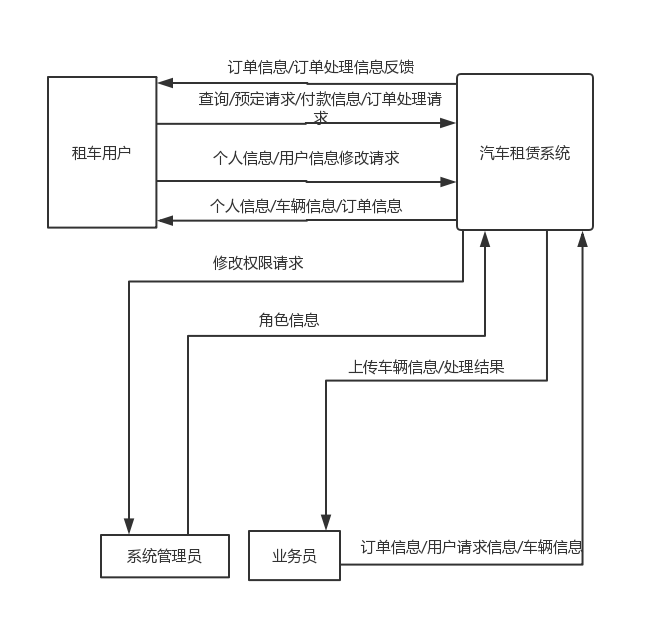 订单信息/订单处理信息反馈
查询/预定请求/付款信息/订单处理请
求
租车用户
汽车租赁系统
个人信息/用户信息修改请求
个人信息/车辆信息/订单信息
修改权限请求
角色信息
上传车辆信息/处理结果
订单信息/用户请求信息/车辆信息
系统管理员
业务员